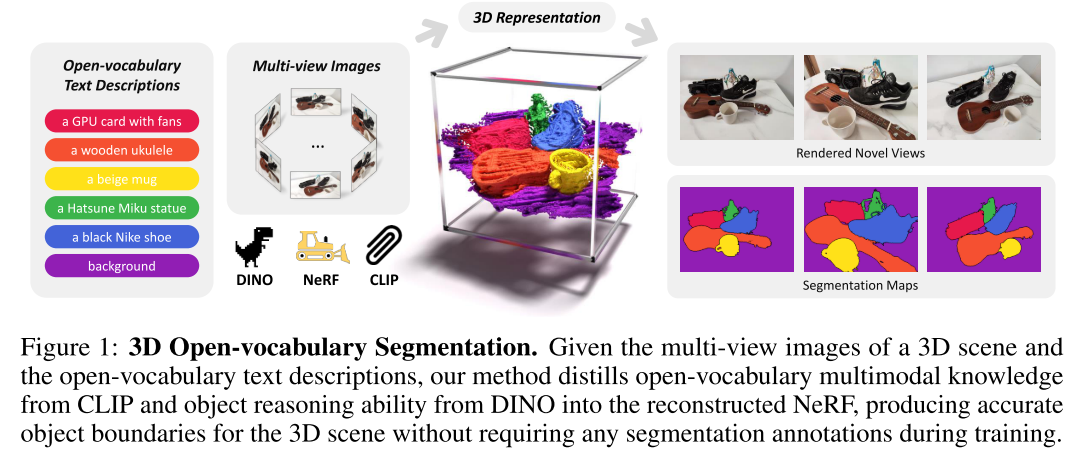 3D Representation
Open-vocabulary
Text Descriptions
a GPU card with fans
a wooden ukulele
a beige mug
a Hatsune Miku statue
a black Nike shoe
background
Multi-view Images
...
DINO
NeRF
CLIP
Rendered Novel Views
Segmentation Maps
Figure 1: 3D Open-vocabulary Segmentation. Given the multi-view images of a 3D scene and
the open-vocabulary text descriptions, our method distills open-vocabulary multimodal knowledge
from CLIP and object reasoning ability from DINO into the reconstructed NeRF, producing accurate
object boundaries for the 3D scene without requiring any segmentation annotations during training.